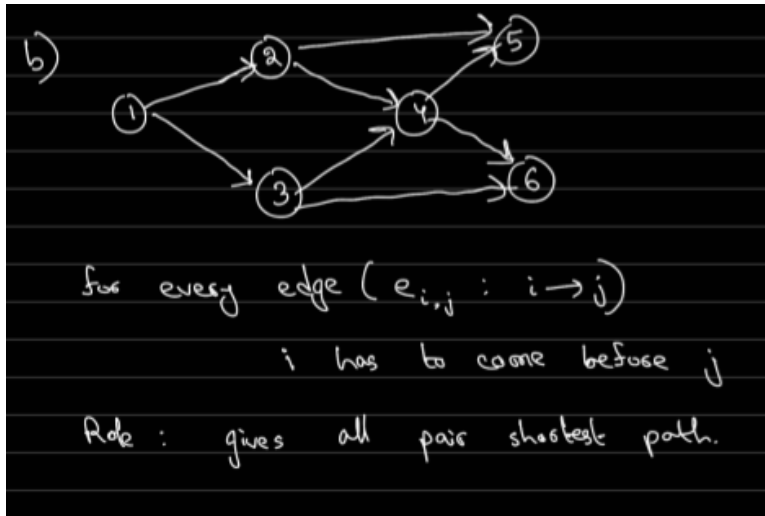 b)
2 5
1 4
3 6
for every edge ( e i,j : i → j )
i has to come before j
Role : gives all pair shortest path.